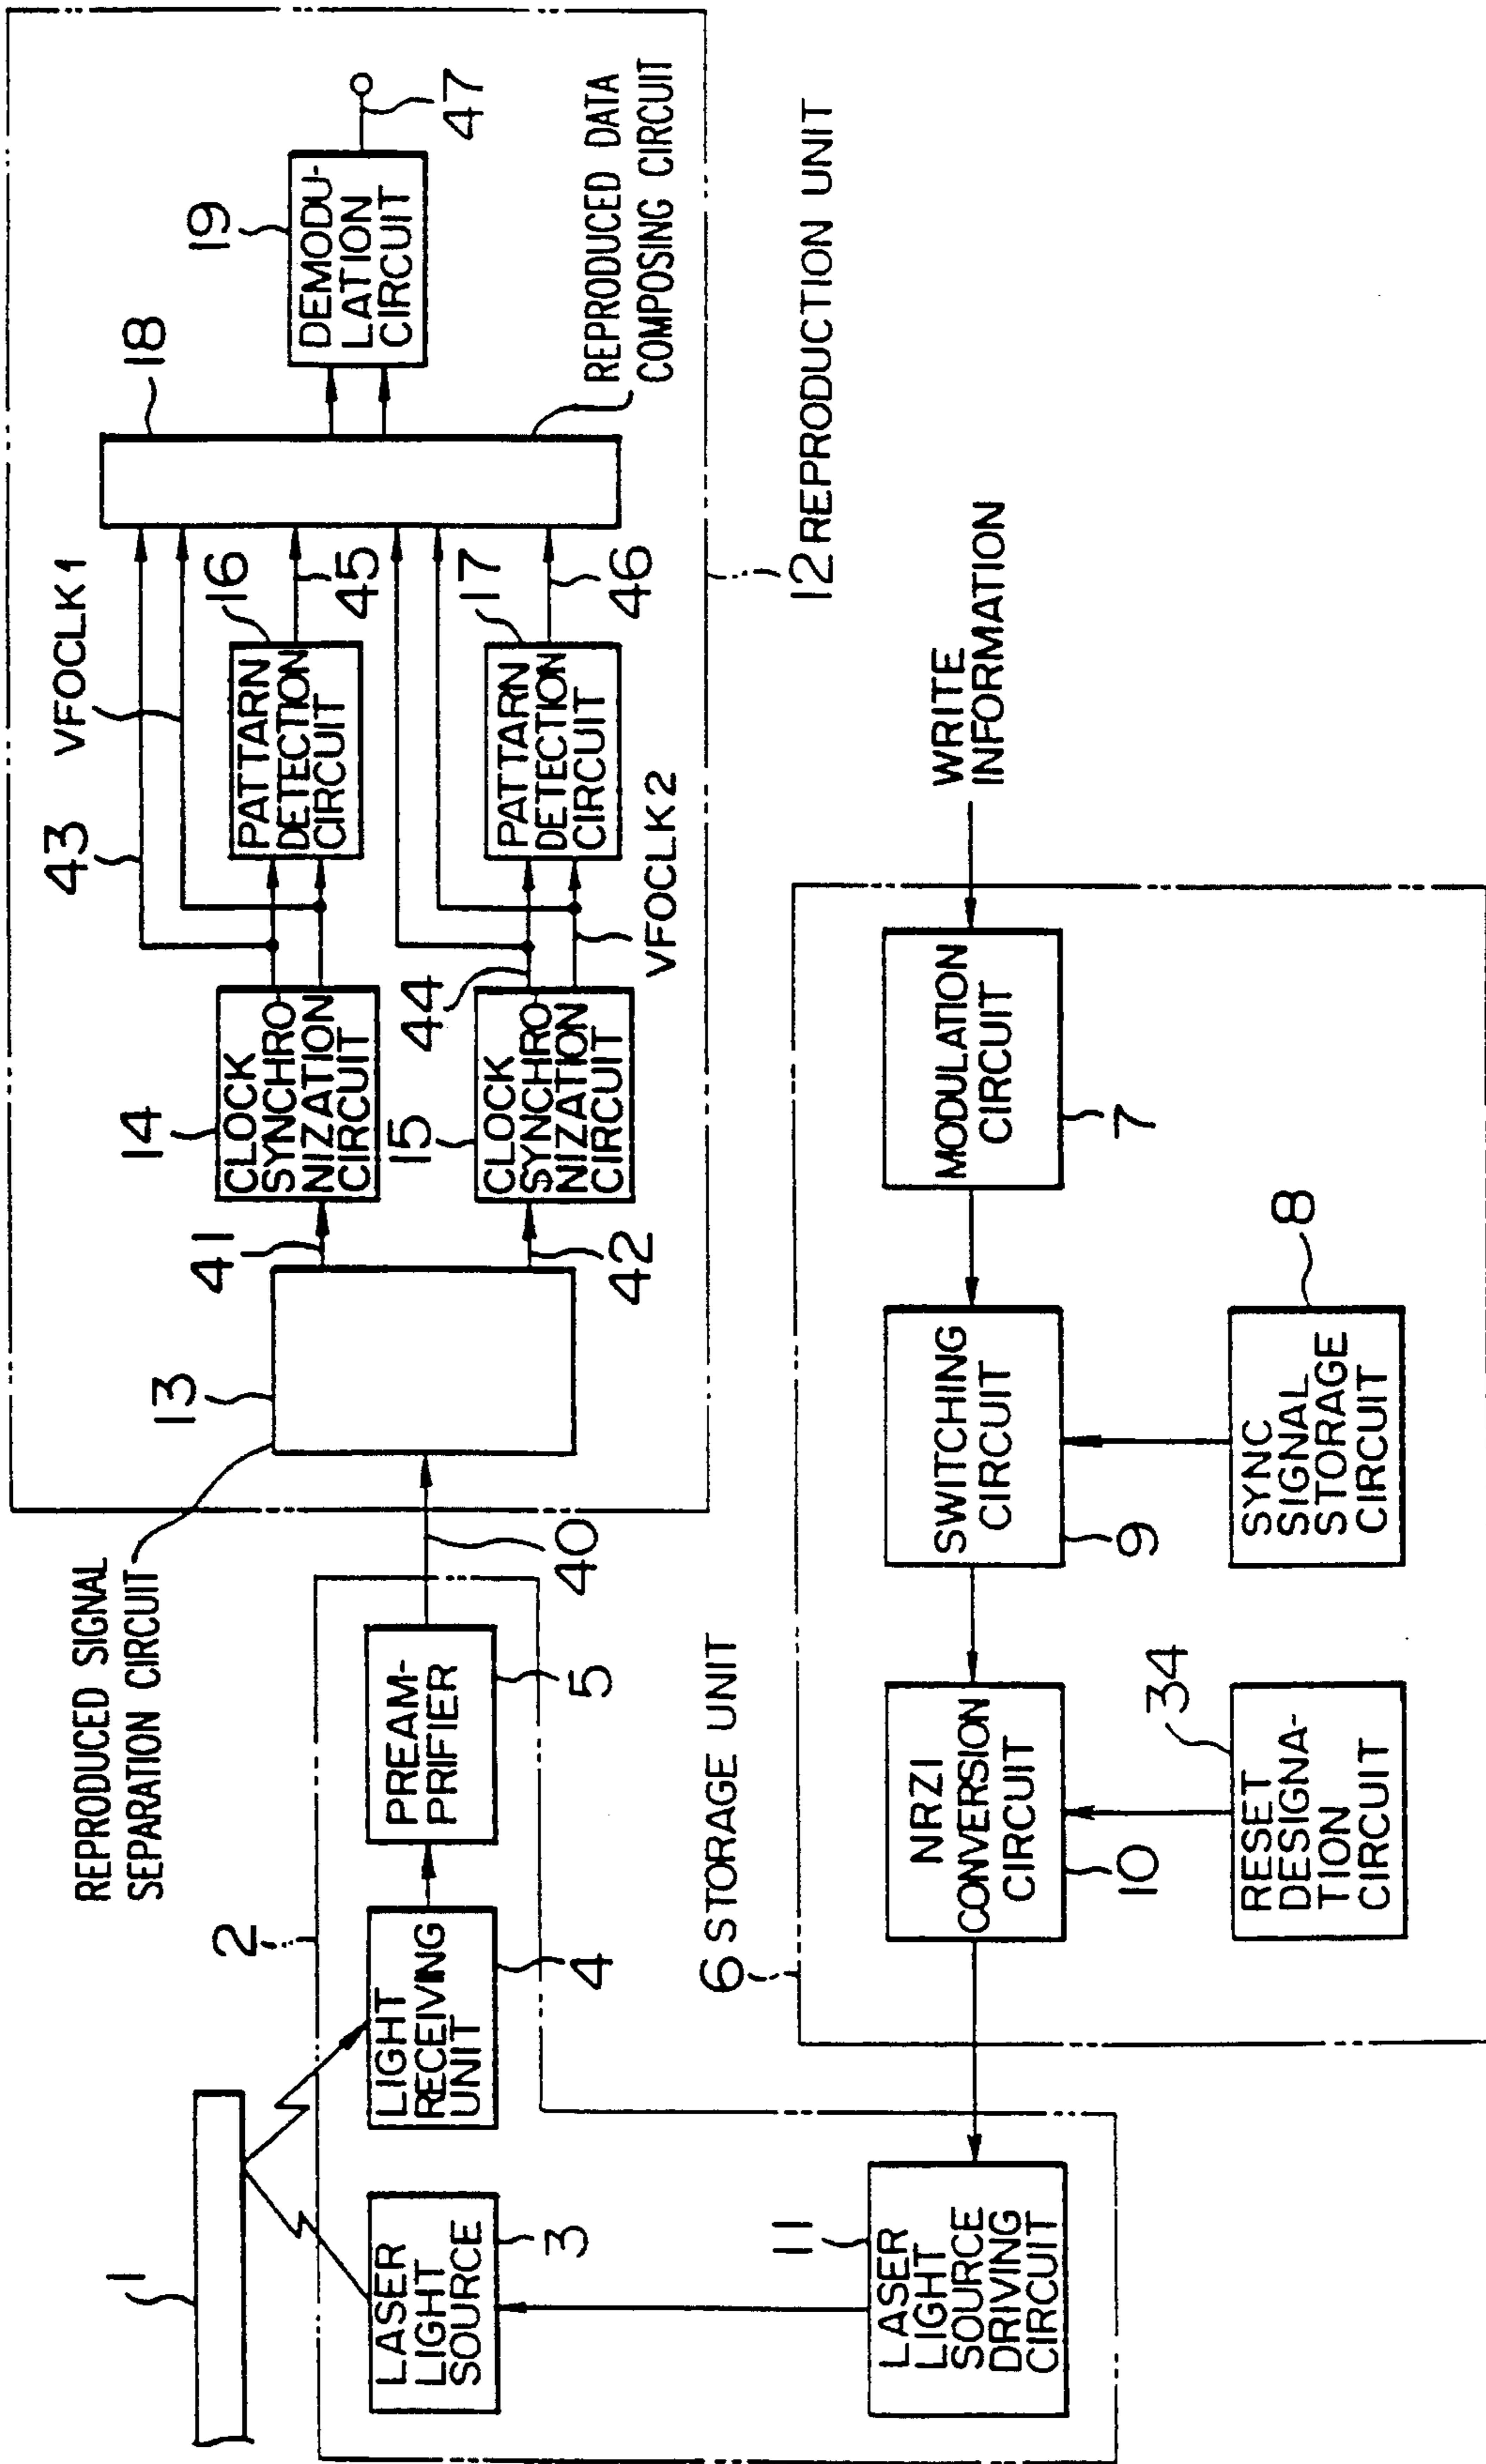 1
2
LASER
LIGHT
SOURCE
3
LIGHT
RECEIVING
UNIT
4
PREAM-
PRIFIER
5
40
LASER
LIGHT
SOURCE
DRIVING
CIRCUIT
11
REPRODUCED SIGNAL
SEPARATION CIRCUIT
13
41
42
14
CLOCK
SYNCHRO-
NIZATION
CIRCUIT
15
CLOCK
SYNCHRO-
NIZATION
CIRCUIT
43
VFOCLK1
44
VFOCLK2
16
PATTARN
DETECTION
CIRCUIT
45
17
PATTARN
DETECTION
CIRCUIT
46
18
REPRODUCED DATA
COMPOSING CIRCUIT
19
DEMODU-
LATION
CIRCUIT
47
12 REPRODUCTION UNIT
6 STORAGE UNIT
NRZI
CONVERSION
CIRCUIT
10
SWITCHING
CIRCUIT
9
MODULATION
CIRCUIT
7
WRITE
INFORMATION
RESET
DESIGNA-
TION
CIRCUIT
34
SYNC
SIGNAL
STORAGE
CIRCUIT
8